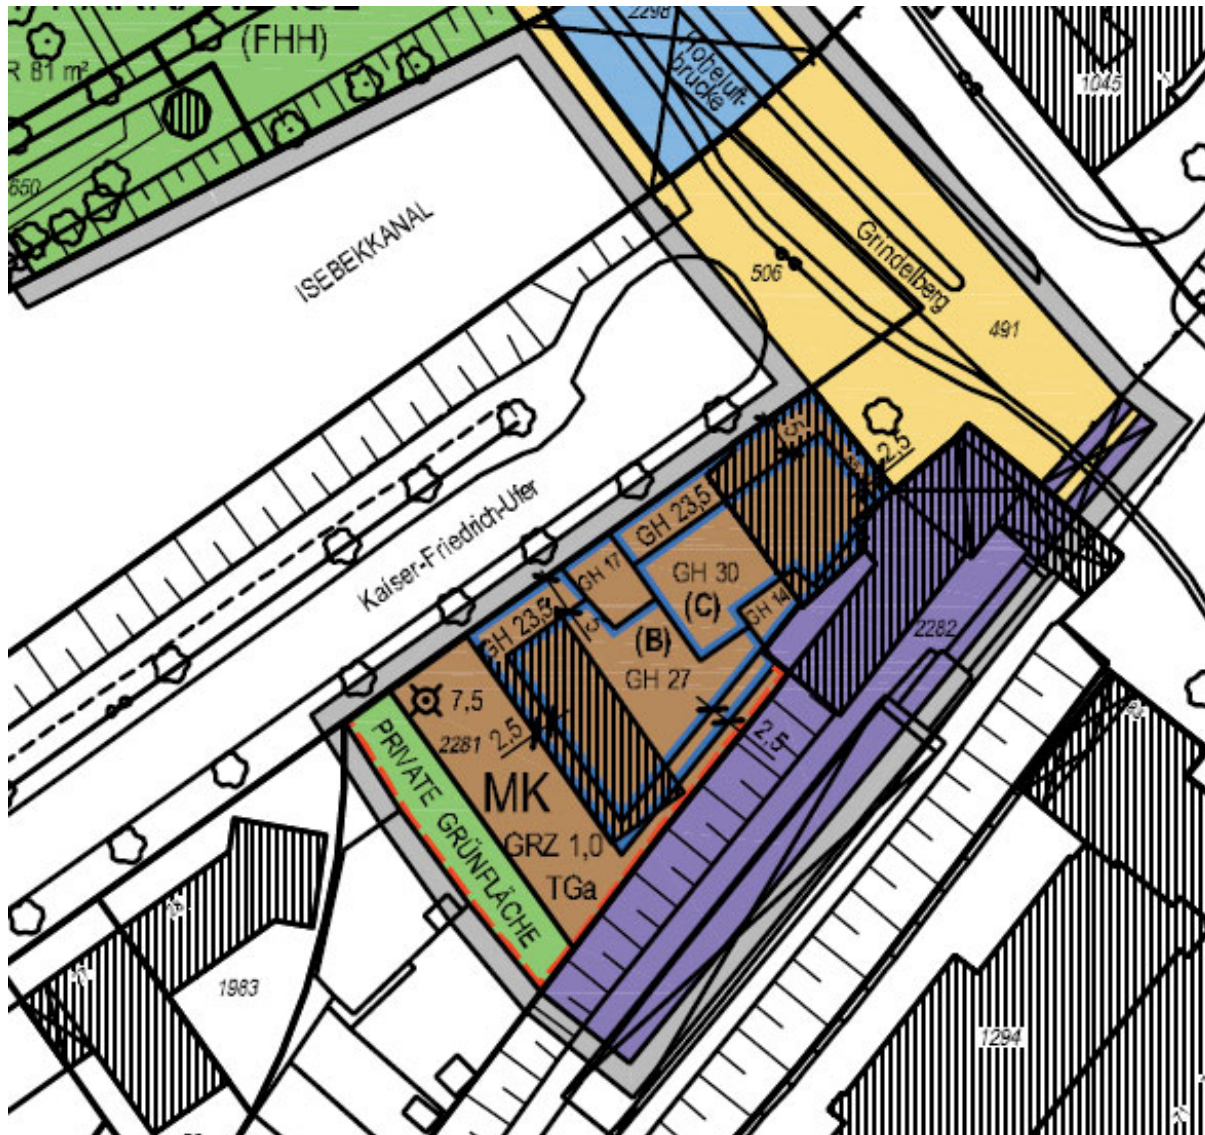 2298
(FHH)
R 81 m²
Hoheluft-
brücke
1045
650
ISEBEKKANAL
Grindelberg
506
491
2,5
GH 23,5
Kaiser-Friedrich-Ufer
GH 17
GH 30
(C)
GH 14
GH 23,5
(B)
GH 27
2282
7,5
2281
2,5
2,5
PRIVATE GRÜNFLÄCHE
MK
GRZ 1,0
TGa
1983
1294